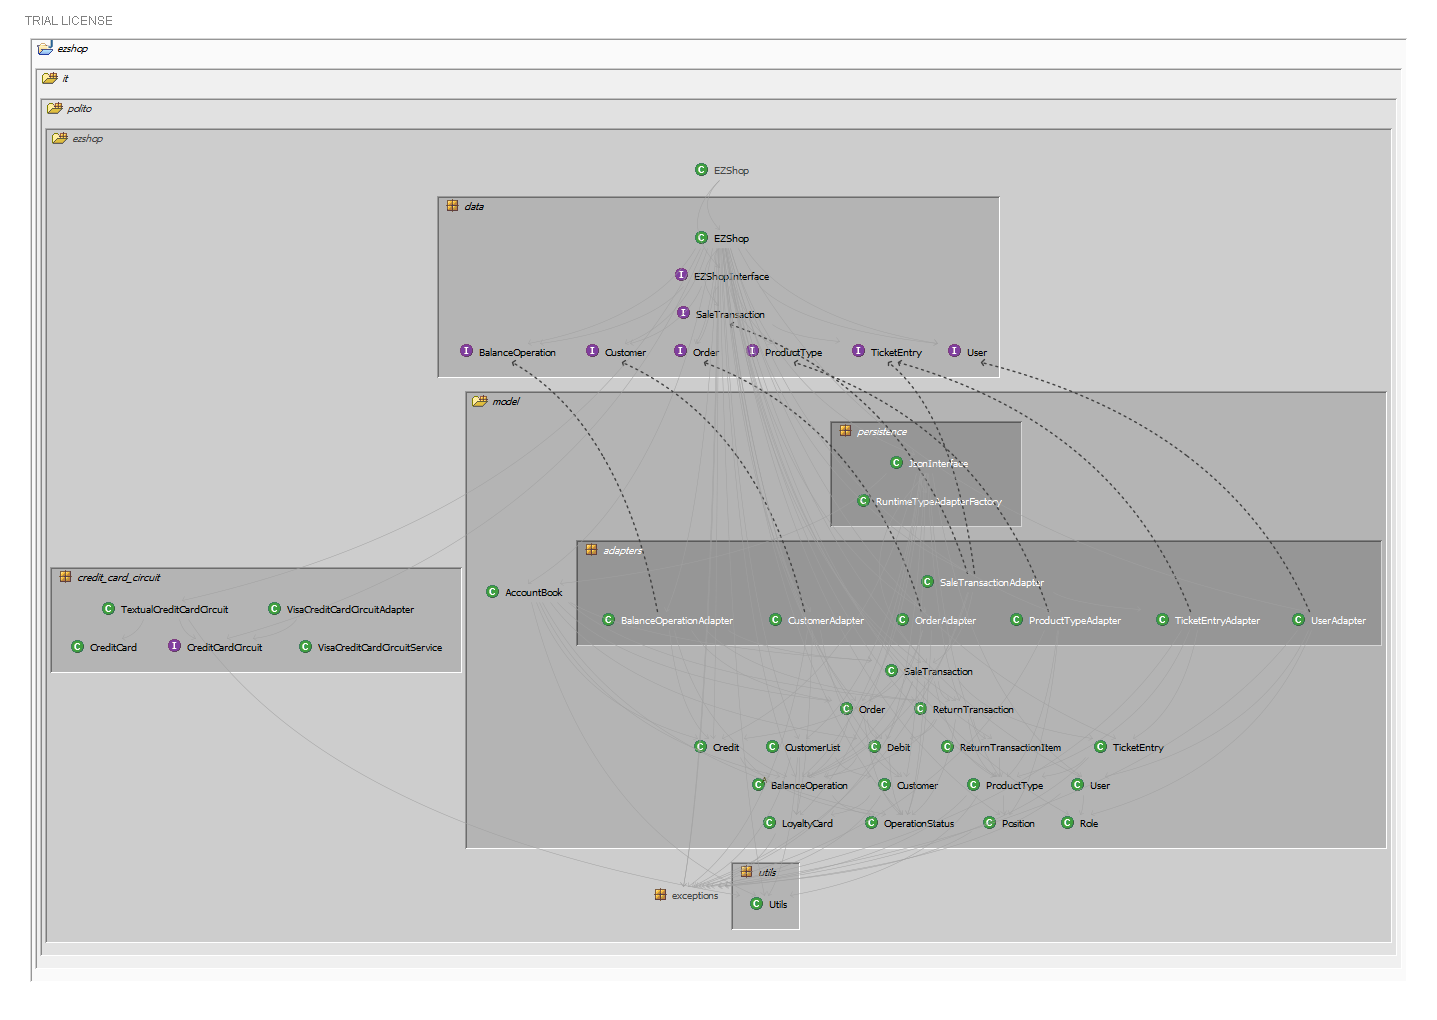 TRIAL LICENSE
ezshop
it
polito
ezshop
EZShop
data
EZShop
EZShopInterface
SaleTransaction
BalanceOperation Customer Order ProductType TicketEntry User
model
persistence
JsonInterface
RuntimeTypeAdapterFactory
adapters
credit_card_circuit
SaleTransactionAdapter
AccountBook
TextualCreditCardCircuit VisaCreditCardCircuitAdapter
BalanceOperationAdapter CustomerAdapter OrderAdapter ProductTypeAdapter TicketEntryAdapter UserAdapter
CreditCard CreditCardCircuit VisaCreditCardCircuitService
SaleTransaction
Order ReturnTransaction
Credit CustomerList Debit ReturnTransactionItem TicketEntry
BalanceOperation Customer ProductType User
LoyaltyCard OperationStatus Position Role
utils
exceptions
Utils